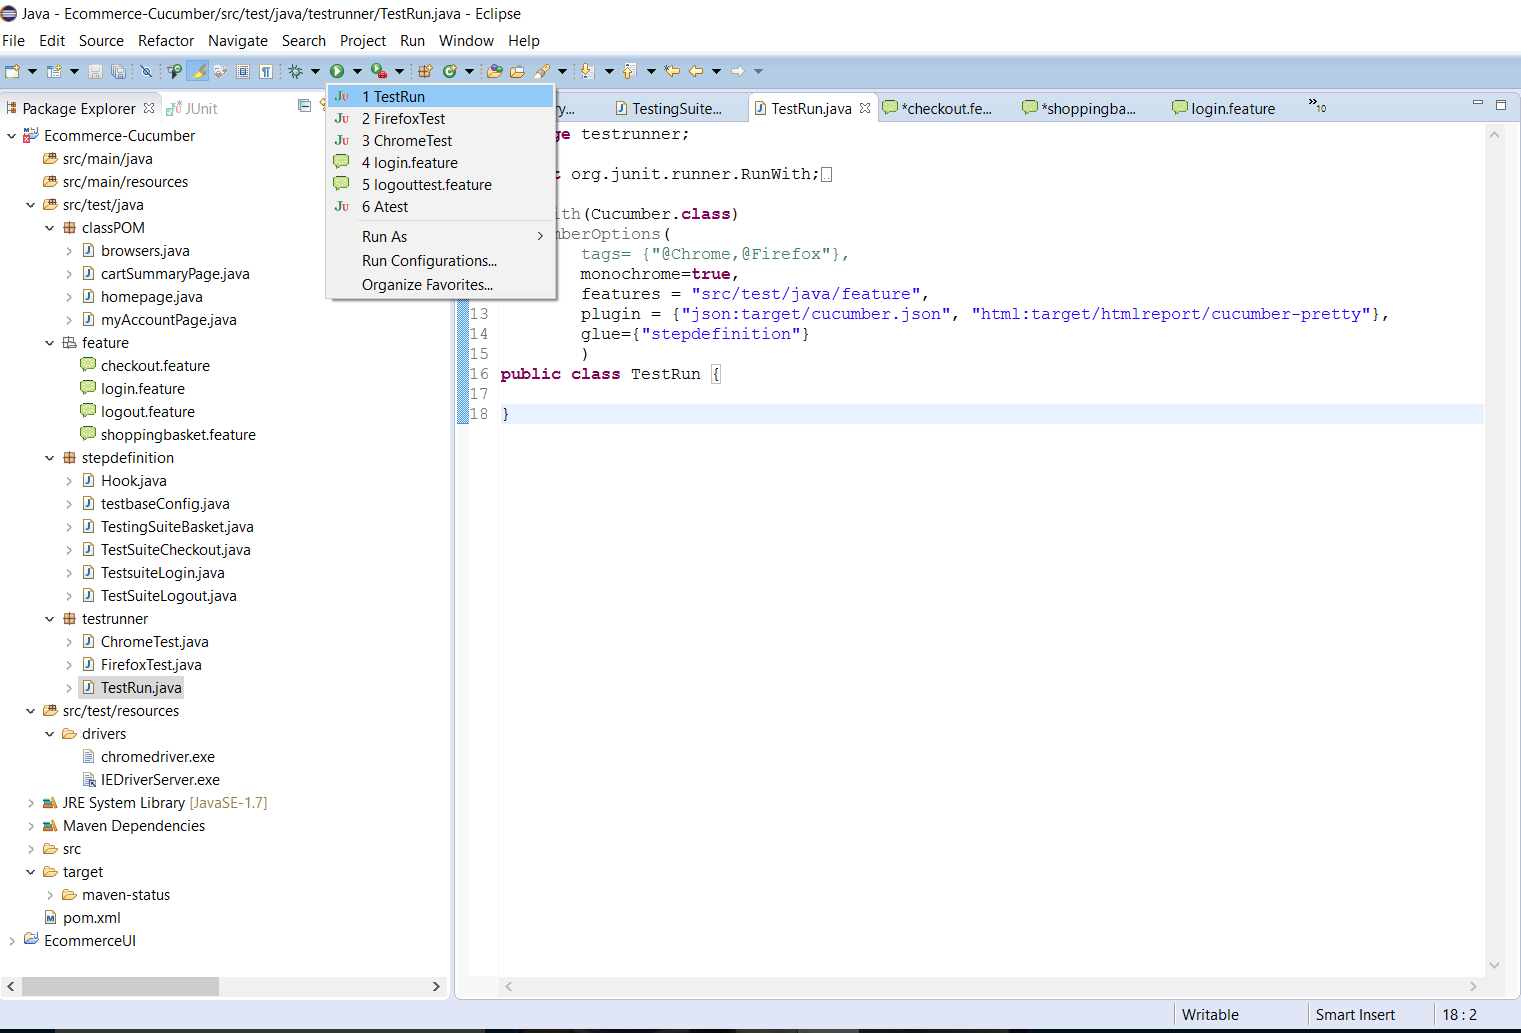 Java - Ecommerce-Cucumber/src/test/java/testrunner/TestRun.java - Eclipse
File Edit Source Refactor Navigate Search Project Run Window Help
Package Explorer JUnit
Ecommerce-Cucumber
src/main/java
src/main/resources
src/test/java
classPOM
browsers.java
cartSummaryPage.java
homepage.java
myAccountPage.java
feature
checkout.feature
login.feature
logout.feature
shoppingbasket.feature
stepdefinition
Hook.java
testbaseConfig.java
TestingSuiteBasket.java
TestSuiteCheckout.java
TestsuiteLogin.java
TestSuiteLogout.java
testrunner
ChromeTest.java
FirefoxTest.java
TestRun.java
src/test/resources
drivers
chromedriver.exe
IEDriverServer.exe
JRE System Library [JavaSE-1.7]
Maven Dependencies
src
target
maven-status
pom.xml
EcommerceUI
1 TestRun
2 FirefoxTest
3 ChromeTest
4 login.feature
5 logouttest.feature
6 Atest
Run As
Run Configurations...
Organize Favorites...
ry... TestingSuite... TestRun.java *checkout.fe... *shoppingba... login.feature »10
ge testrunner;
t org.junit.runner.RunWith;
ith(Cucumber.class)
mberOptions(
tags= {"@Chrome,@Firefox"},
monochrome=true,
features = "src/test/java/feature",
13 plugin = {"json:target/cucumber.json", "html:target/htmlreport/cucumber-pretty"},
14 glue={"stepdefinition"}
15 )
16 public class TestRun {
17
18 }
Writable Smart Insert 18 : 2